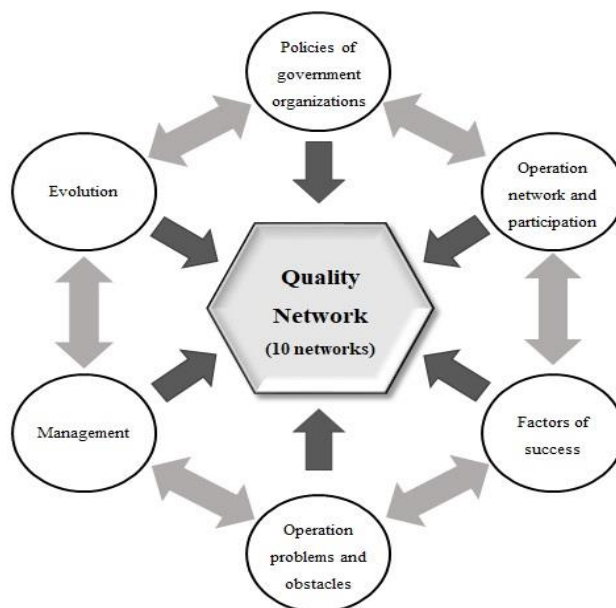 Policies of
government
organizations
Evolution
Operation
network and
participation
Quality
Network
(10 networks)
Management
Factors of
success
Operation
problems and
obstacles